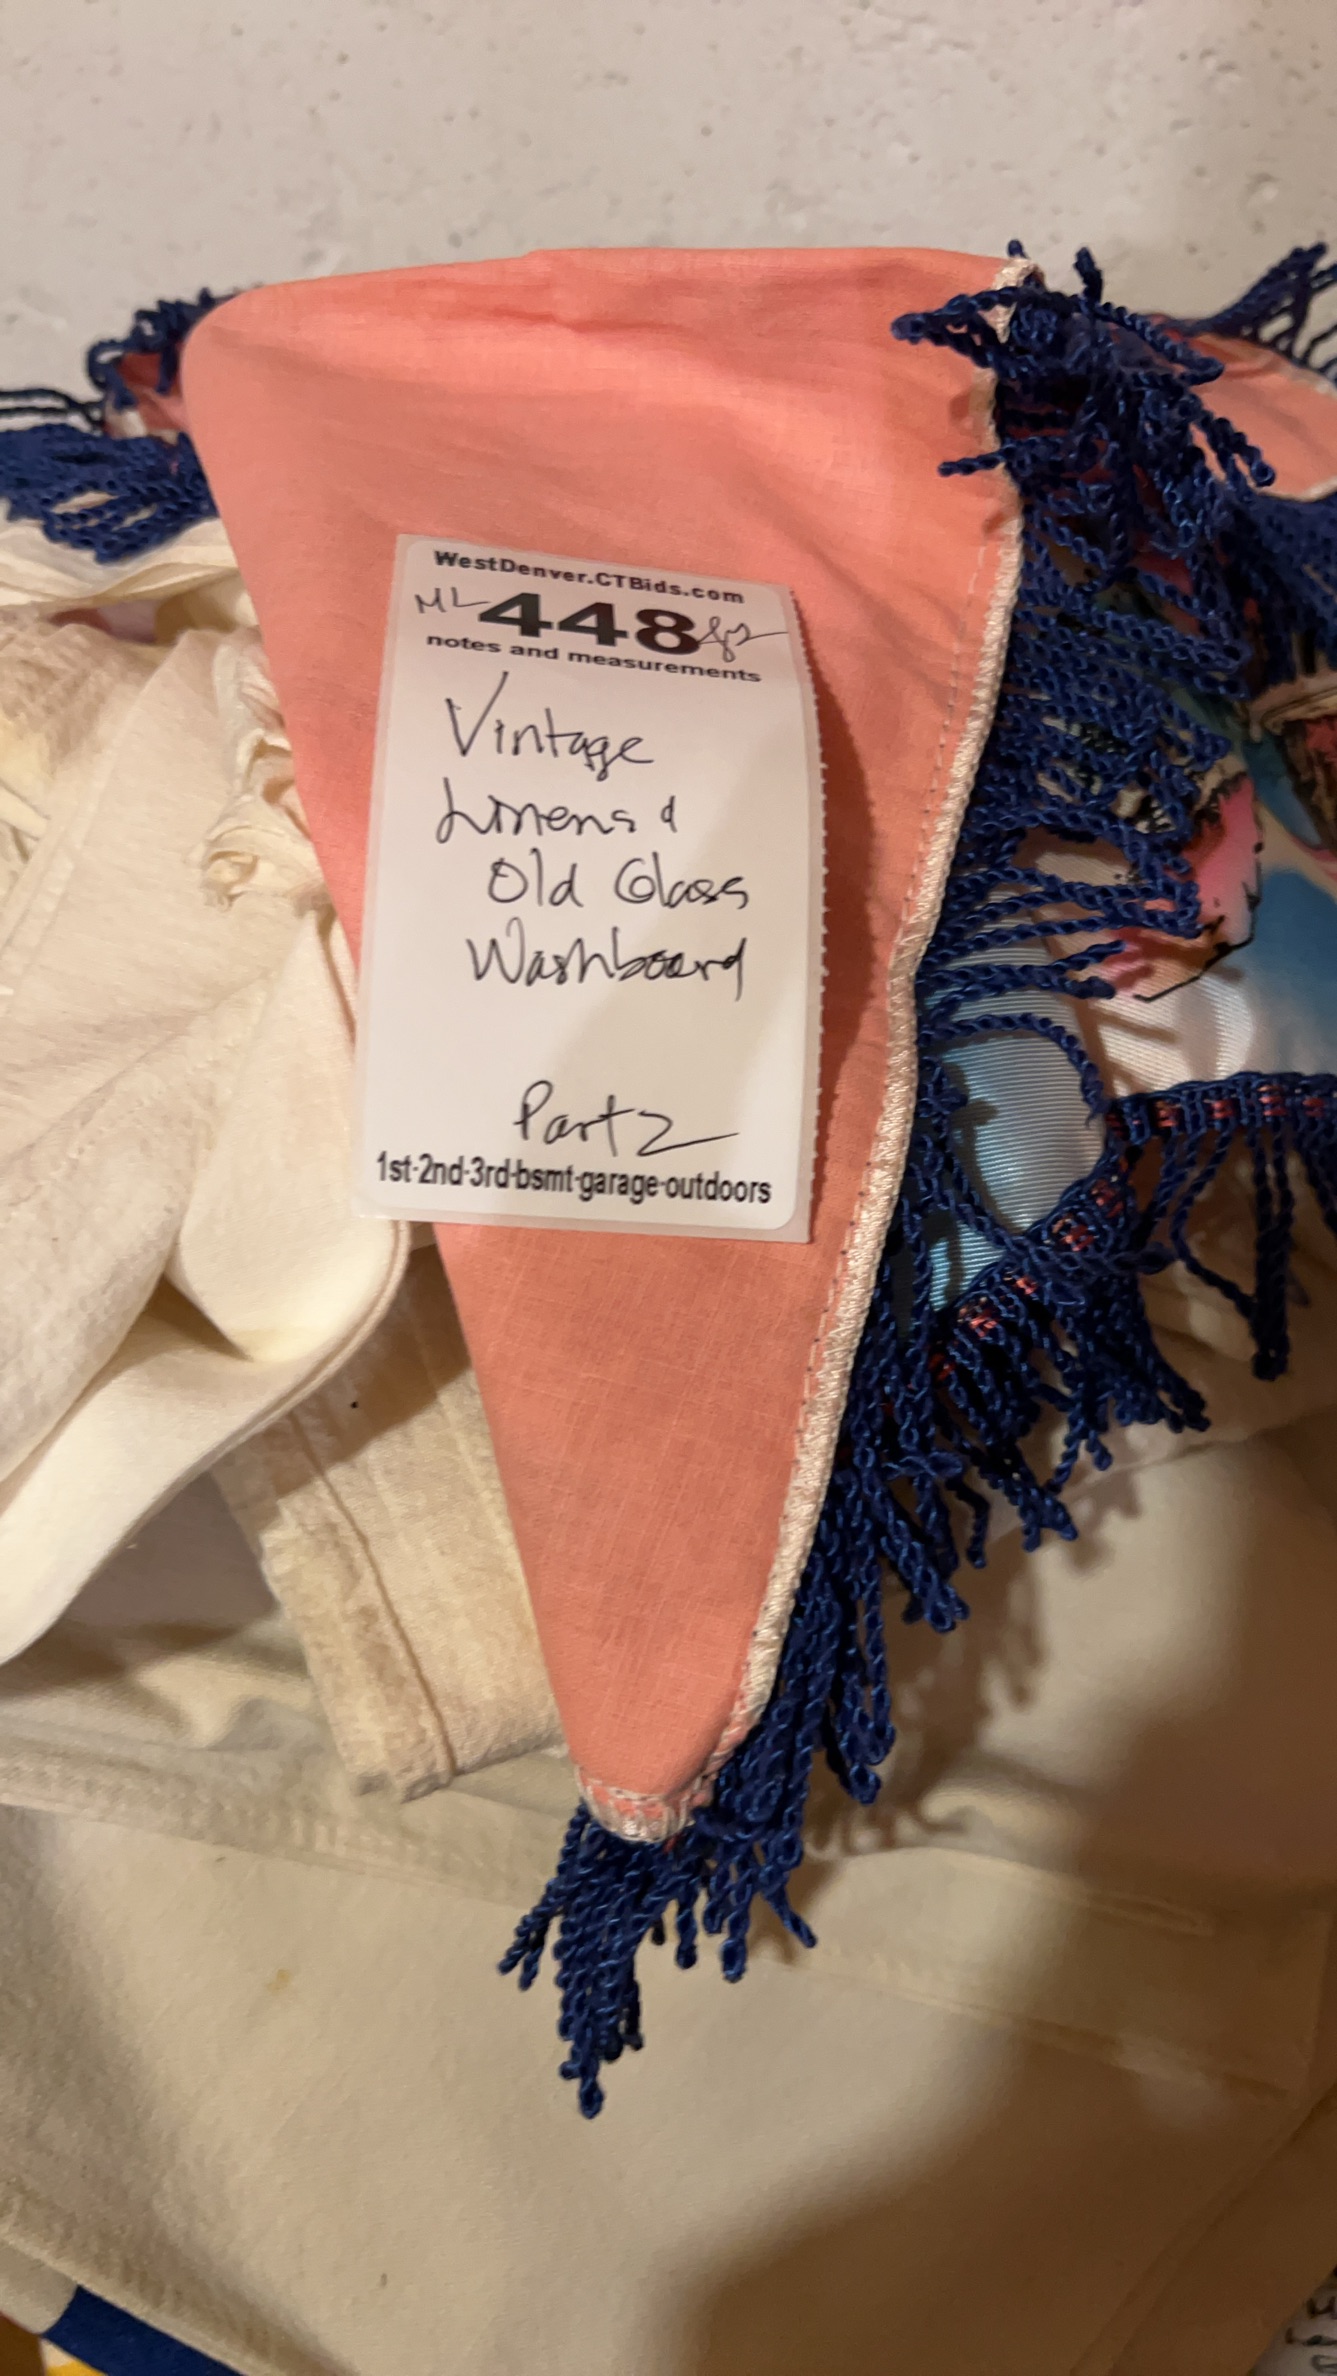 WestDenver.CTBids.com
ML 448
notes and measurements
Vintage
Linens &
Old Glass
Washboard
Part 2
1st-2nd-3rd-bsmt-garage-outdoors